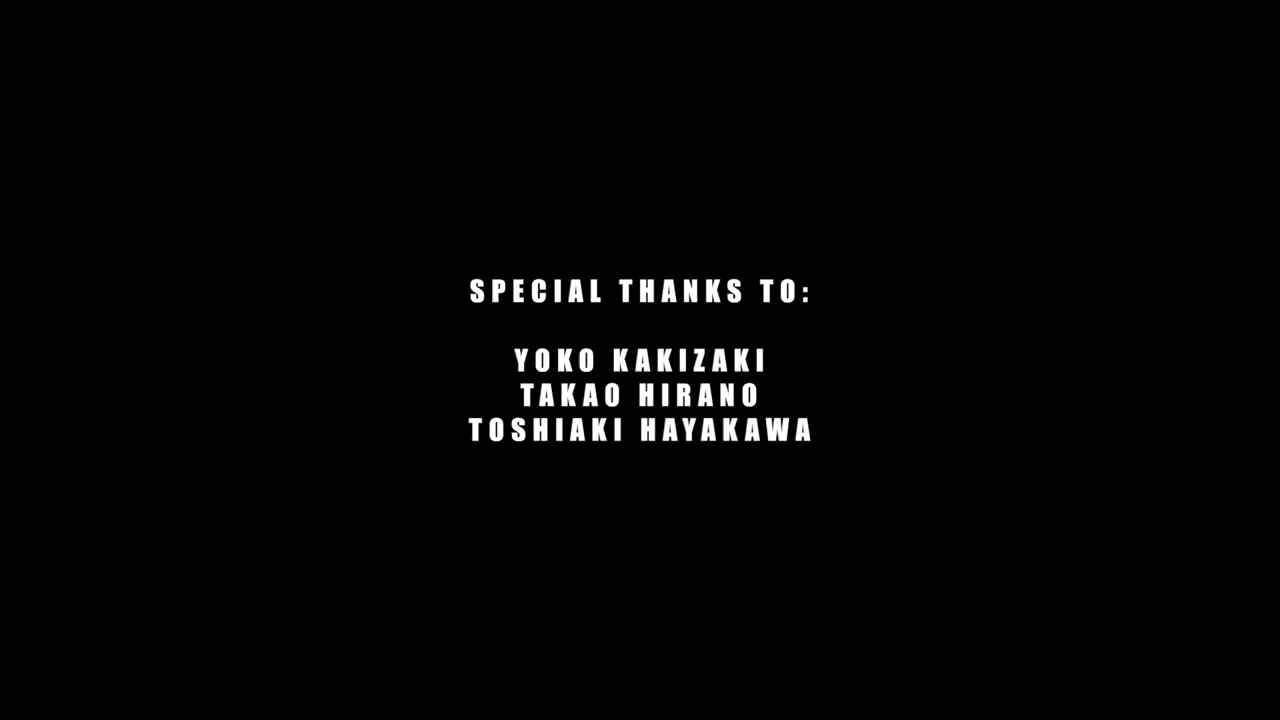 SPECIAL THANKS TO:
YOKO KAKIZAKI
TAKAO HIRANO
TOSHIAKI HAYAKAWA